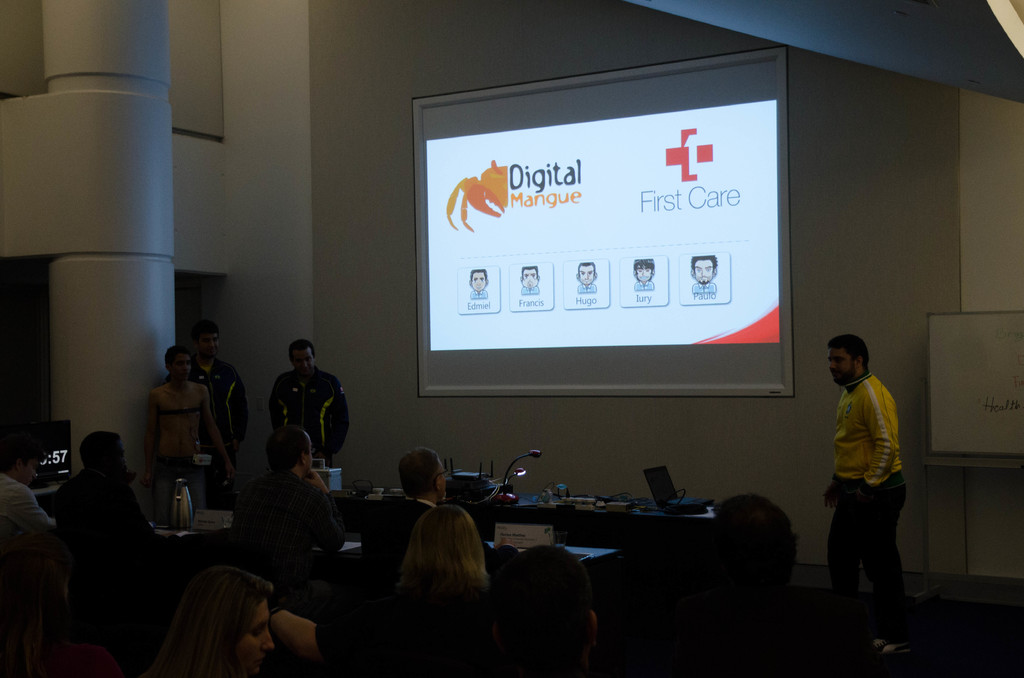 Digital
Mangue
First Care
Edmiel
Francis
Hugo
Iury
Paulo
:57
Health